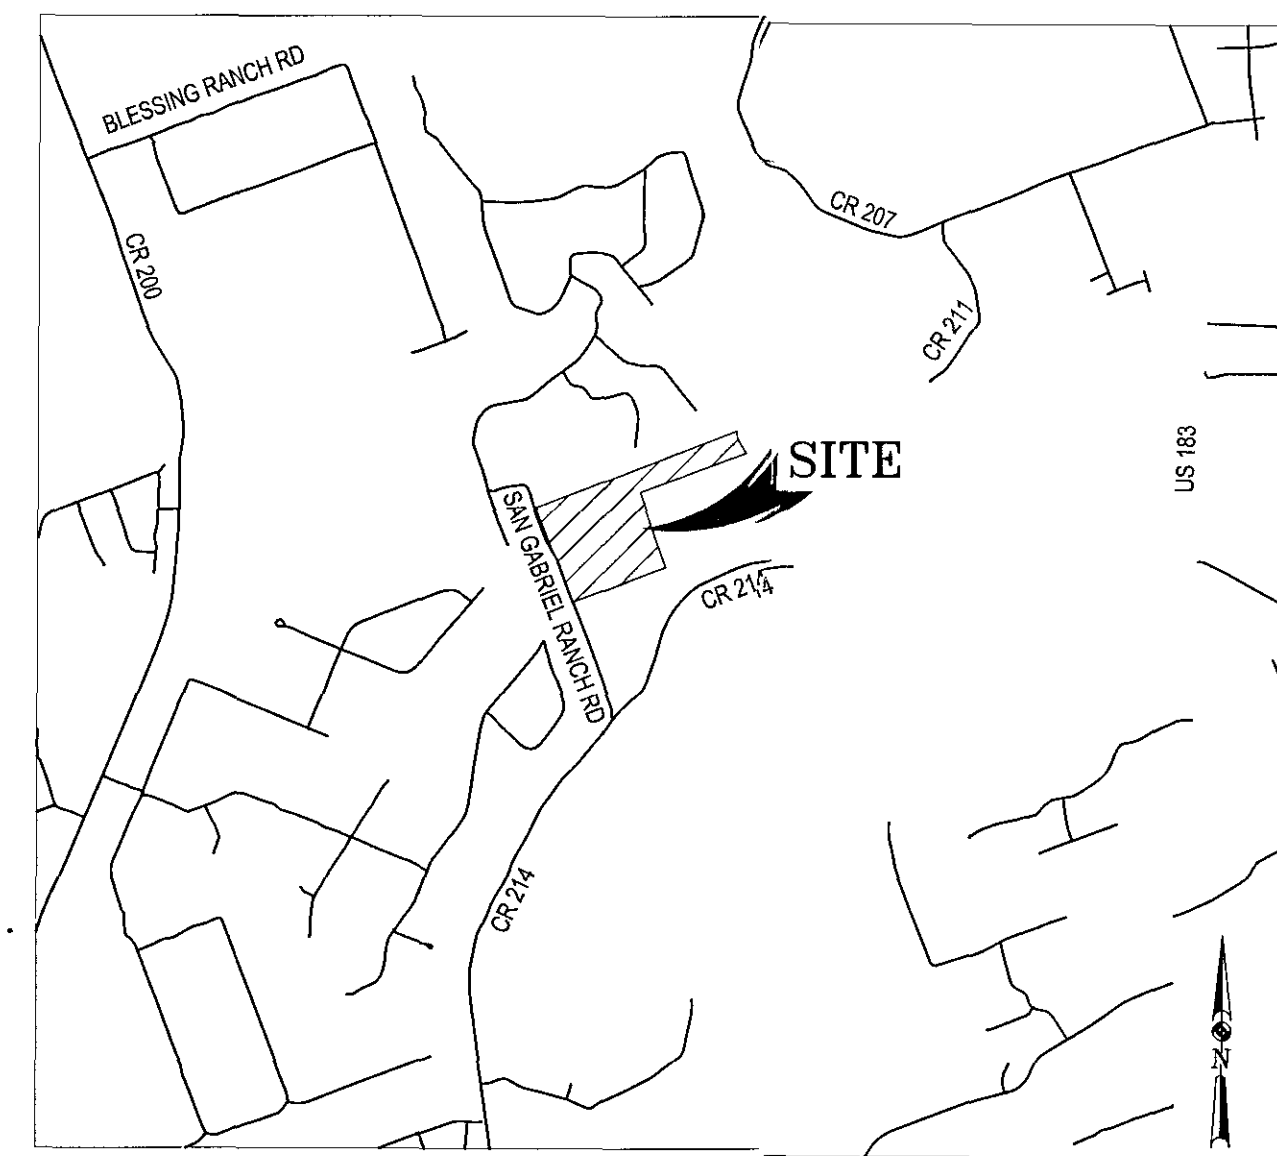 BLESSING RANCH RD
CR 207
CR 200
CR 211
US 183
SITE
SAN GABRIEL RANCH RD
CR 214
CR 214
N